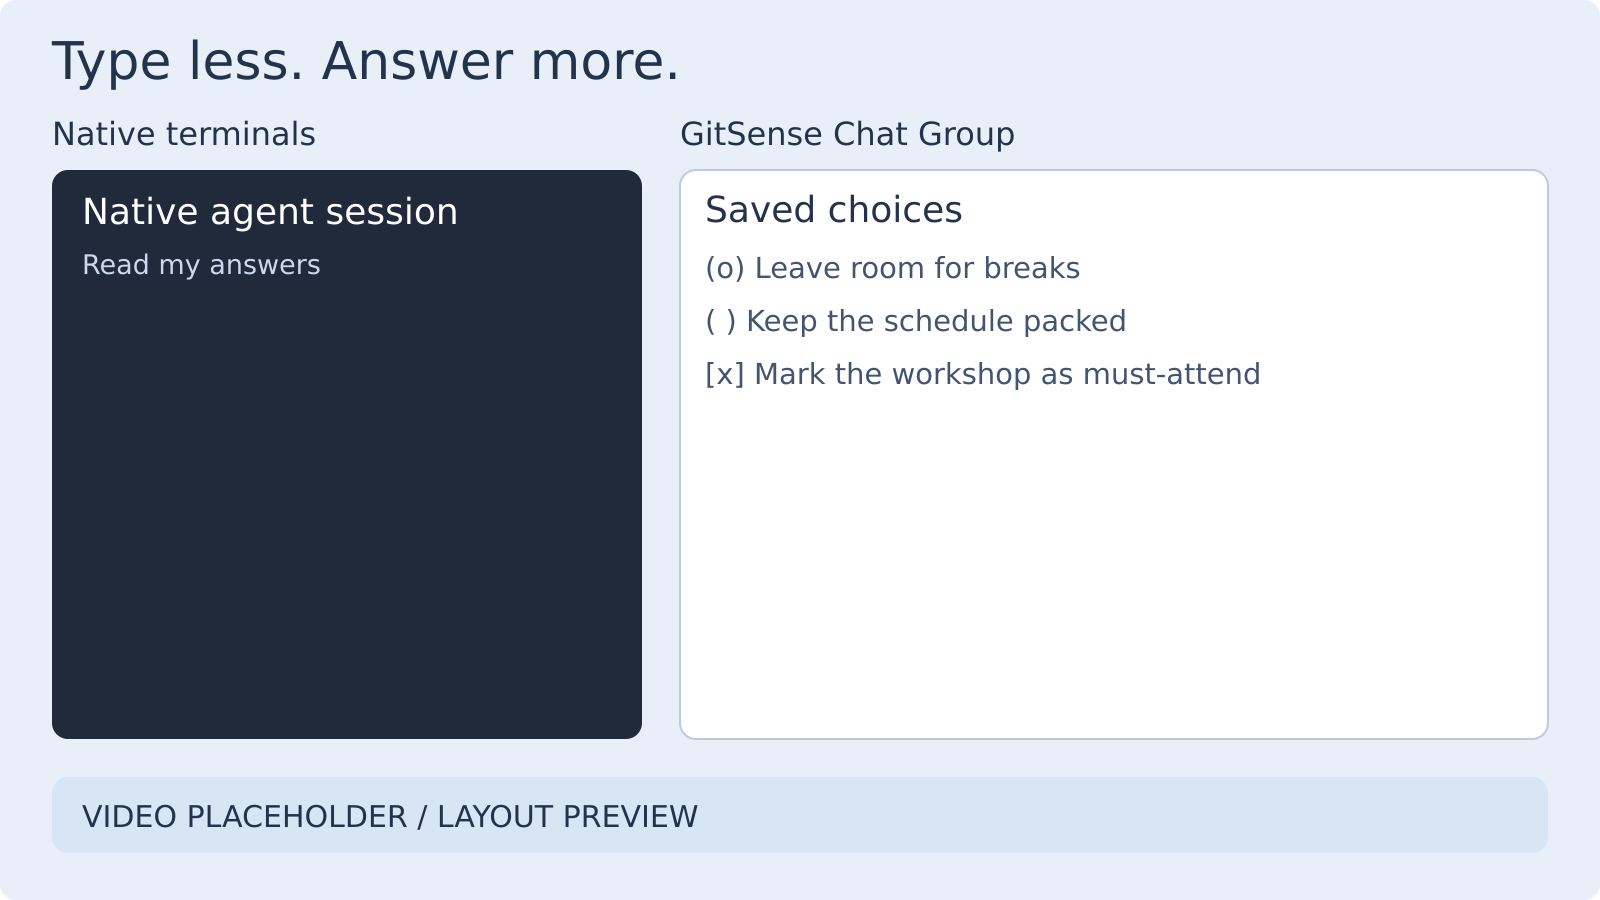 Type less. Answer more.
Native terminals
GitSense Chat Group
Native agent session
Read my answers
Saved choices
(o) Leave room for breaks
( ) Keep the schedule packed
[x] Mark the workshop as must-attend
VIDEO PLACEHOLDER / LAYOUT PREVIEW